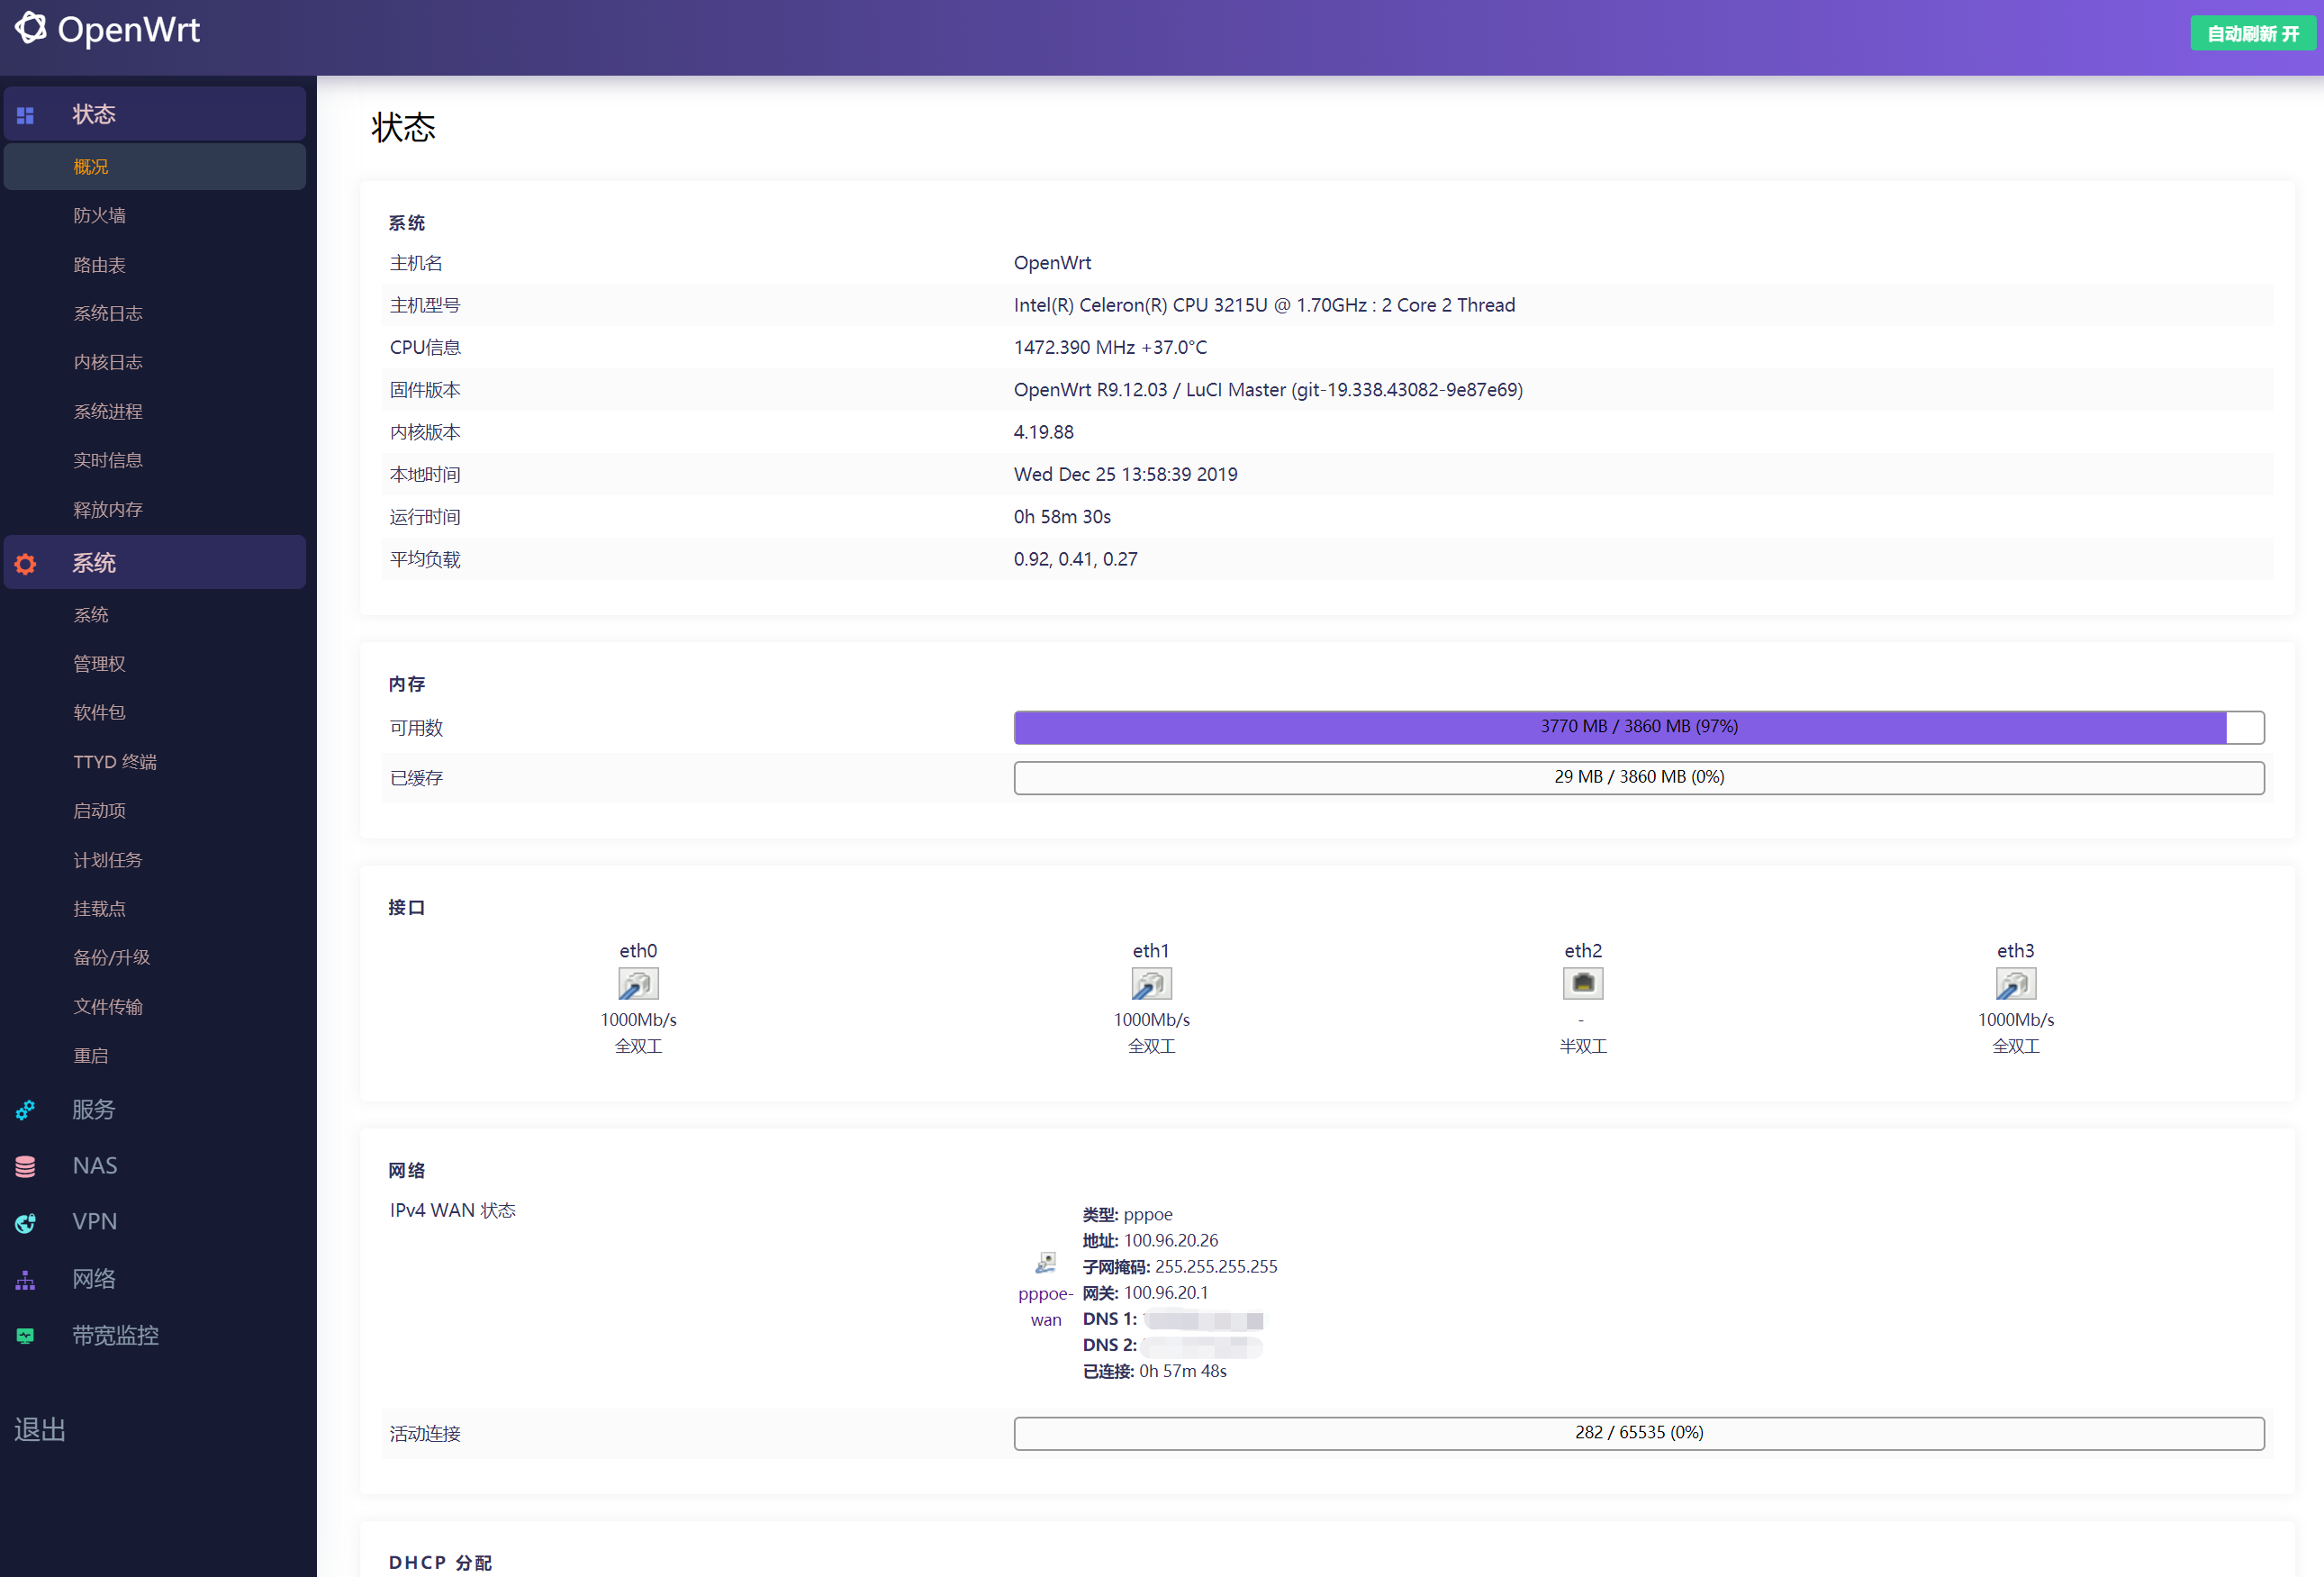 OpenWrt
自动刷新 开
状态
概况
防火墙
路由表
系统日志
内核日志
系统进程
实时信息
释放内存
系统
系统
管理权
软件包
TTYD 终端
启动项
计划任务
挂载点
备份/升级
文件传输
重启
服务
NAS
VPN
网络
带宽监控
退出
状态
系统
主机名 OpenWrt
主机型号 Intel(R) Celeron(R) CPU 3215U @ 1.70GHz : 2 Core 2 Thread
CPU信息 1472.390 MHz +37.0°C
固件版本 OpenWrt R9.12.03 / LuCI Master (git-19.338.43082-9e87e69)
内核版本 4.19.88
本地时间 Wed Dec 25 13:58:39 2019
运行时间 0h 58m 30s
平均负载 0.92, 0.41, 0.27
内存
可用数 3770 MB / 3860 MB (97%)
已缓存 29 MB / 3860 MB (0%)
接口
eth0 eth1 eth2 eth3
1000Mb/s 1000Mb/s - 1000Mb/s
全双工 全双工 半双工 全双工
网络
IPv4 WAN 状态
pppoe-
wan
类型: pppoe
地址: 100.96.20.26
子网掩码: 255.255.255.255
网关: 100.96.20.1
DNS 1:
DNS 2:
已连接: 0h 57m 48s
活动连接 282 / 65535 (0%)
DHCP 分配